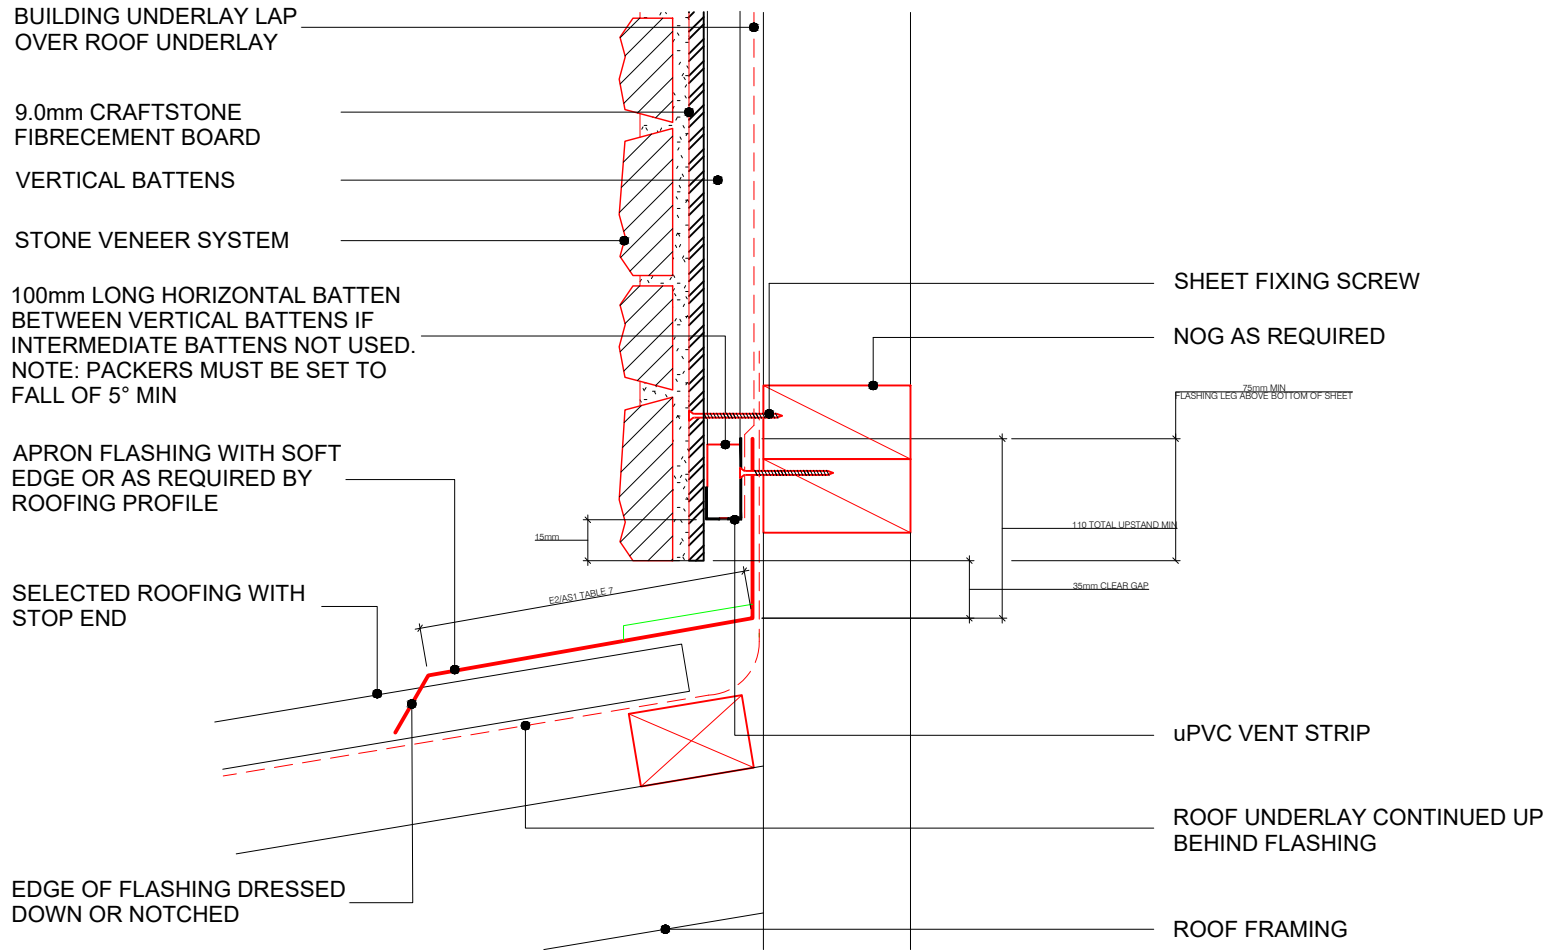 BUILDING UNDERLAY LAP
OVER ROOF UNDERLAY
9.0mm CRAFTSTONE
FIBRECEMENT BOARD
VERTICAL BATTENS
STONE VENEER SYSTEM
100mm LONG HORIZONTAL BATTEN
BETWEEN VERTICAL BATTENS IF
INTERMEDIATE BATTENS NOT USED.
NOTE: PACKERS MUST BE SET TO
FALL OF 5° MIN
APRON FLASHING WITH SOFT
EDGE OR AS REQUIRED BY
ROOFING PROFILE
15mm
SELECTED ROOFING WITH
STOP END
E2/AS1 TABLE 7
EDGE OF FLASHING DRESSED
DOWN OR NOTCHED
SHEET FIXING SCREW
NOG AS REQUIRED
75mm MIN
FLASHING LEG ABOVE BOTTOM OF SHEET
110 TOTAL UPSTAND MIN
35mm CLEAR GAP
uPVC VENT STRIP
ROOF UNDERLAY CONTINUED UP
BEHIND FLASHING
ROOF FRAMING